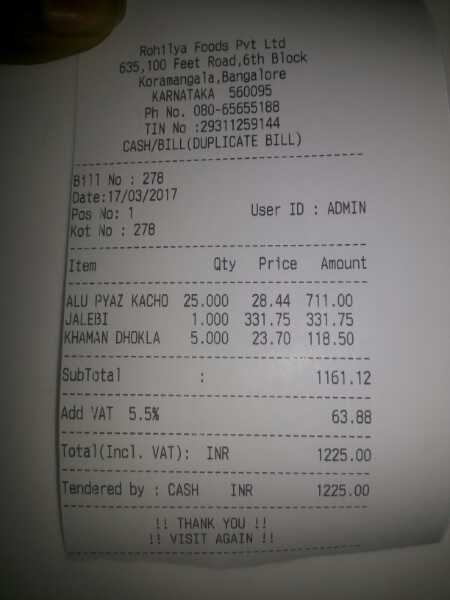 Rohilya Foods Pvt Ltd
635,100 Feet Road,6th Block
Koramangala,Bangalore
KARNATAKA 560095
Ph No. 080-65655188
TIN No :29311259144
CASH/BILL(DUPLICATE BILL)
Bill No : 278
Date:17/03/2017
Pos No: 1 User ID : ADMIN
Kot No : 278
Item Qty Price Amount
ALU PYAZ KACHO 25.000 28.44 711.00
JALEBI 1.000 331.75 331.75
KHAMAN DHOKLA 5.000 23.70 118.50
SubTotal : 1161.12
Add VAT 5.5% 63.88
Total(Incl. VAT): INR 1225.00
Tendered by : CASH INR 1225.00
!! THANK YOU !!
!! VISIT AGAIN !!